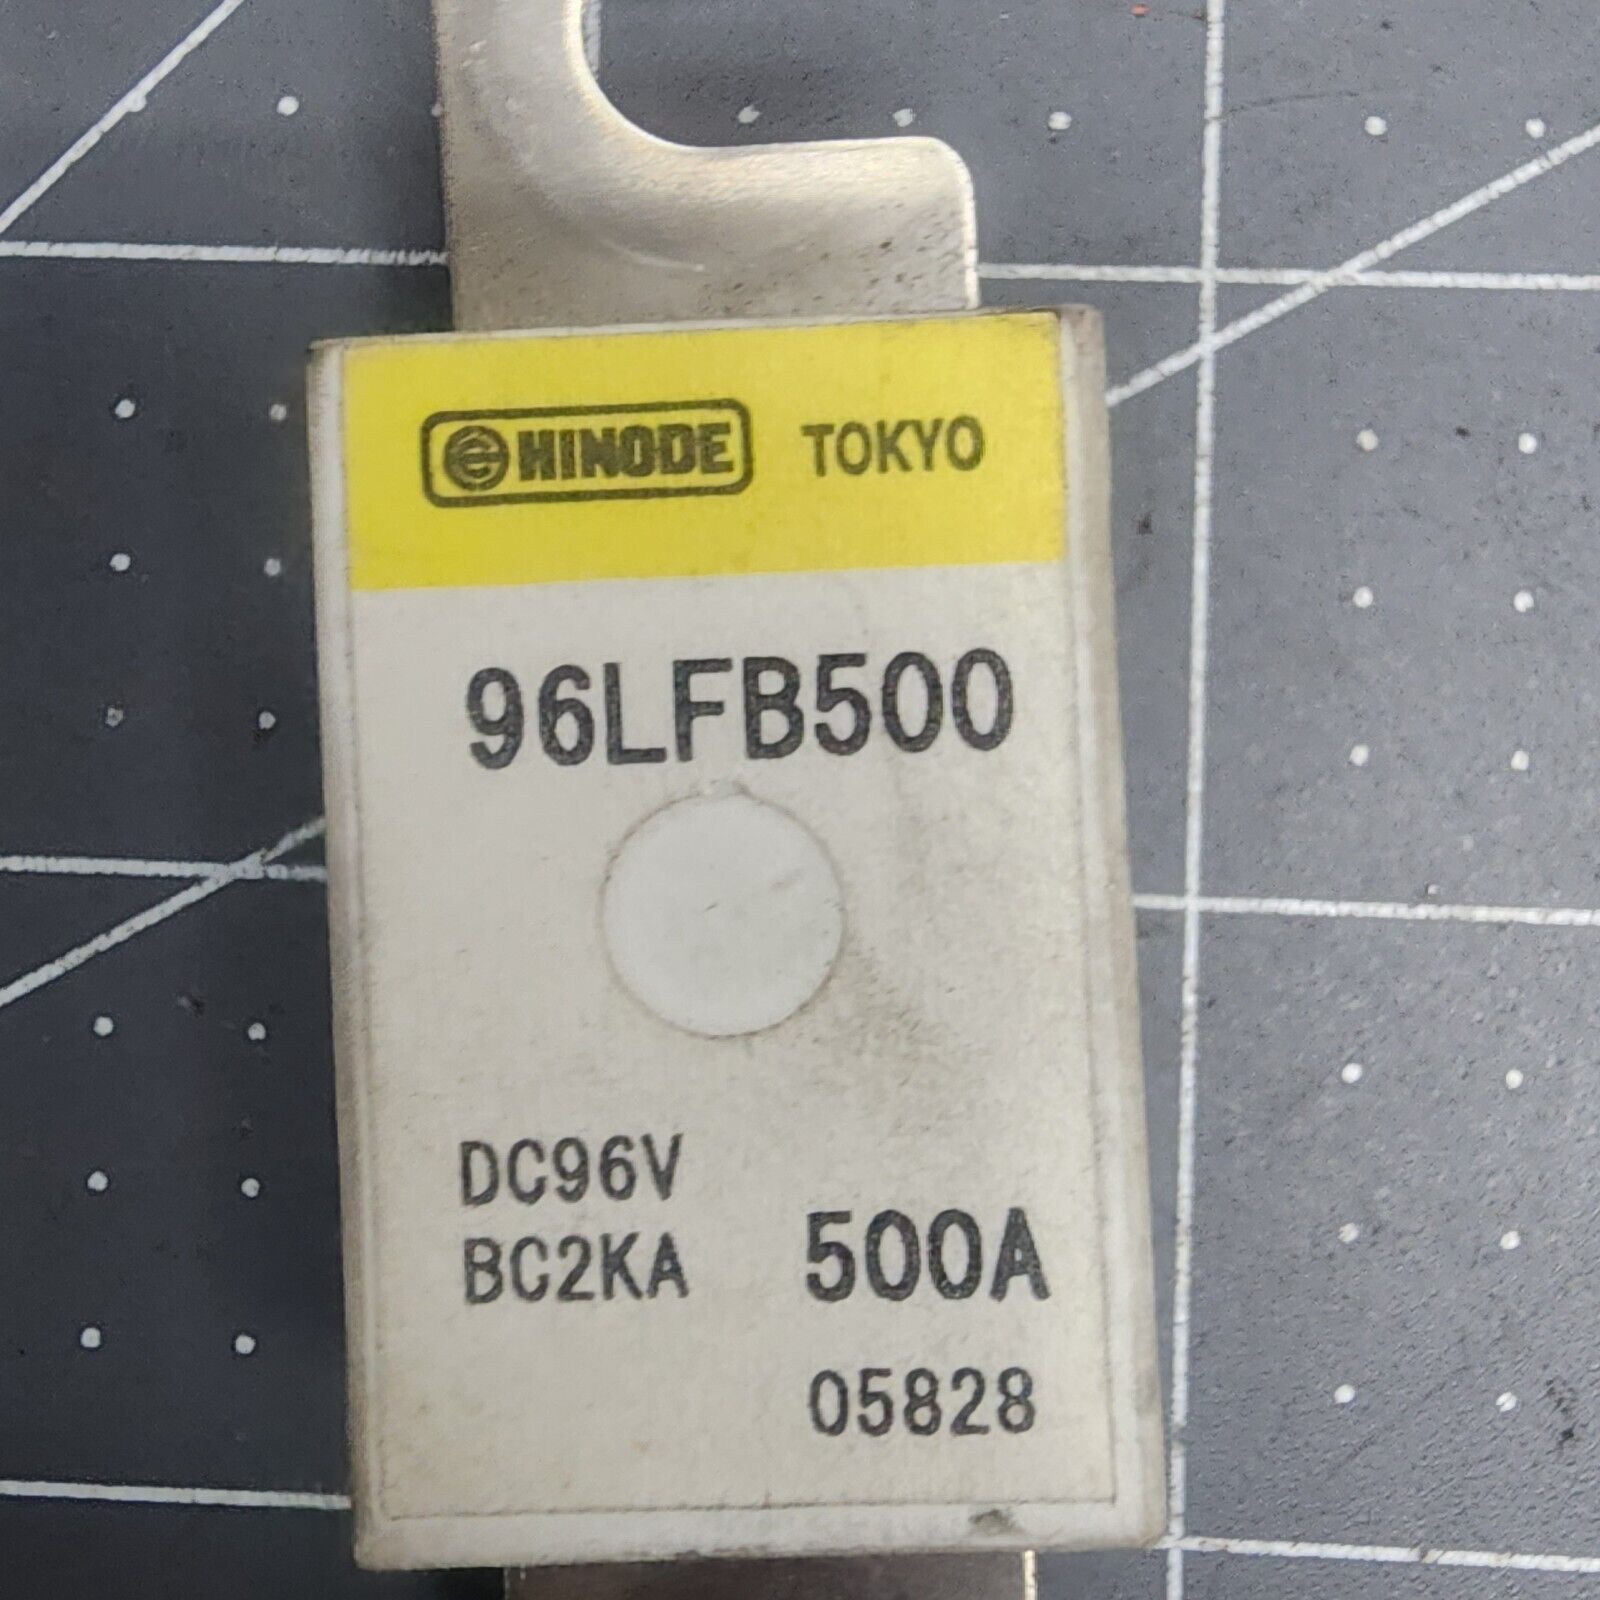 HINODE TOKYO
96LFB500
DC96V
BC2KA 500A
05828